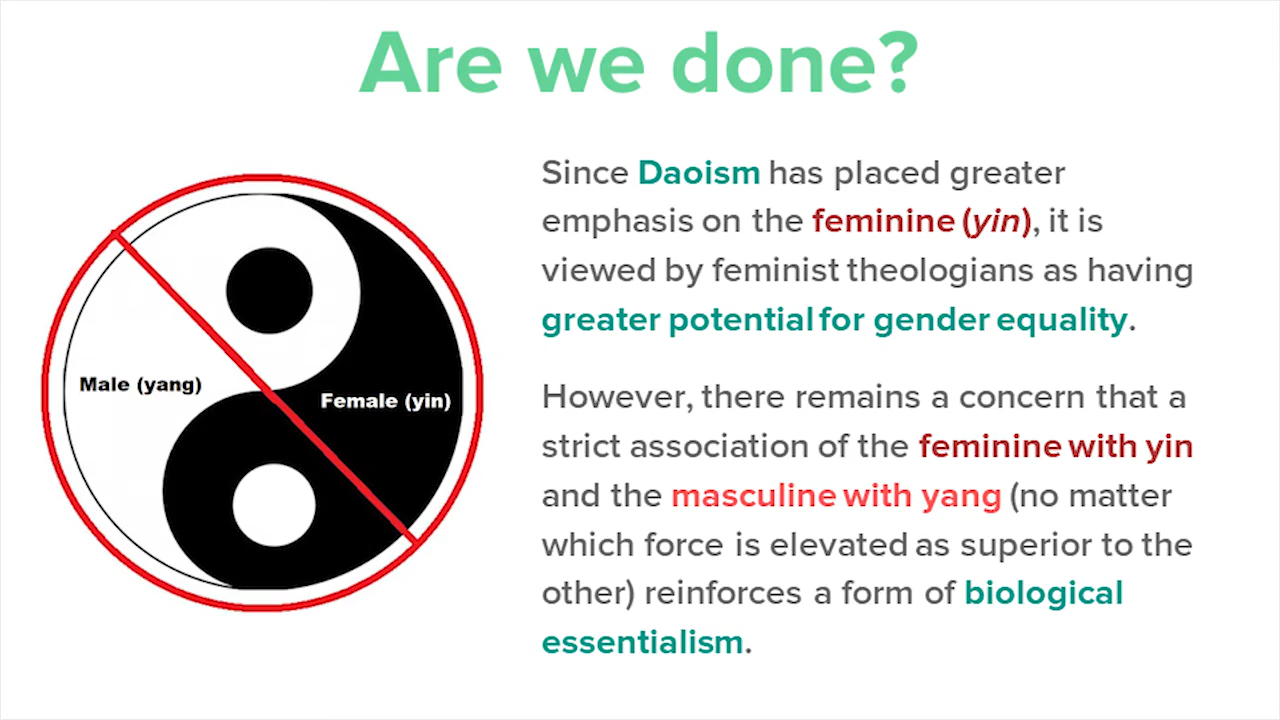 Are we done?
Since Daoism has placed greater
emphasis on the feminine (yin), it is
viewed by feminist theologians as having
greater potential for gender equality.
However, there remains a concern that a
strict association of the feminine with yin
and the masculine with yang (no matter
which force is elevated as superior to the
other) reinforces a form of biological
essentialism.
Male (yang)
Female (yin)